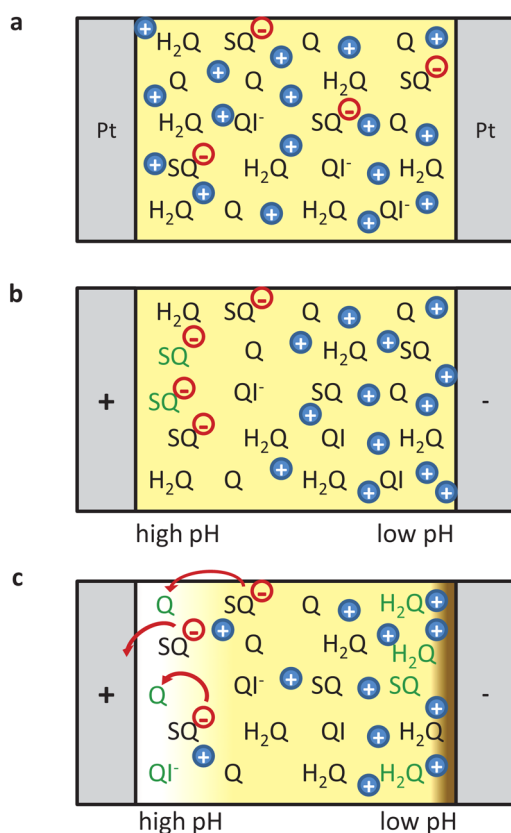 a
+ H₂Q SQ - Q Q +
Q + Q + H₂Q SQ -
+ + - 
Pt H₂Q + QI⁻ SQ + Q + Pt
+ SQ - H₂Q + QI⁻ + H₂Q
H₂Q + Q + H₂Q + QI⁻ +
b
H₂Q SQ - Q + Q +
SQ - Q + H₂Q + SQ
+ SQ - QI⁻ SQ + Q + + -
SQ - H₂Q + QI + H₂Q
H₂Q Q + H₂Q + QI + +
high pH low pH
c
Q SQ - Q + H₂Q +
SQ - + Q H₂Q + H₂Q +
+ Q QI⁻ + SQ SQ + -
SQ - + H₂Q QI + H₂Q
QI⁻ Q H₂Q + H₂Q +
high pH low pH